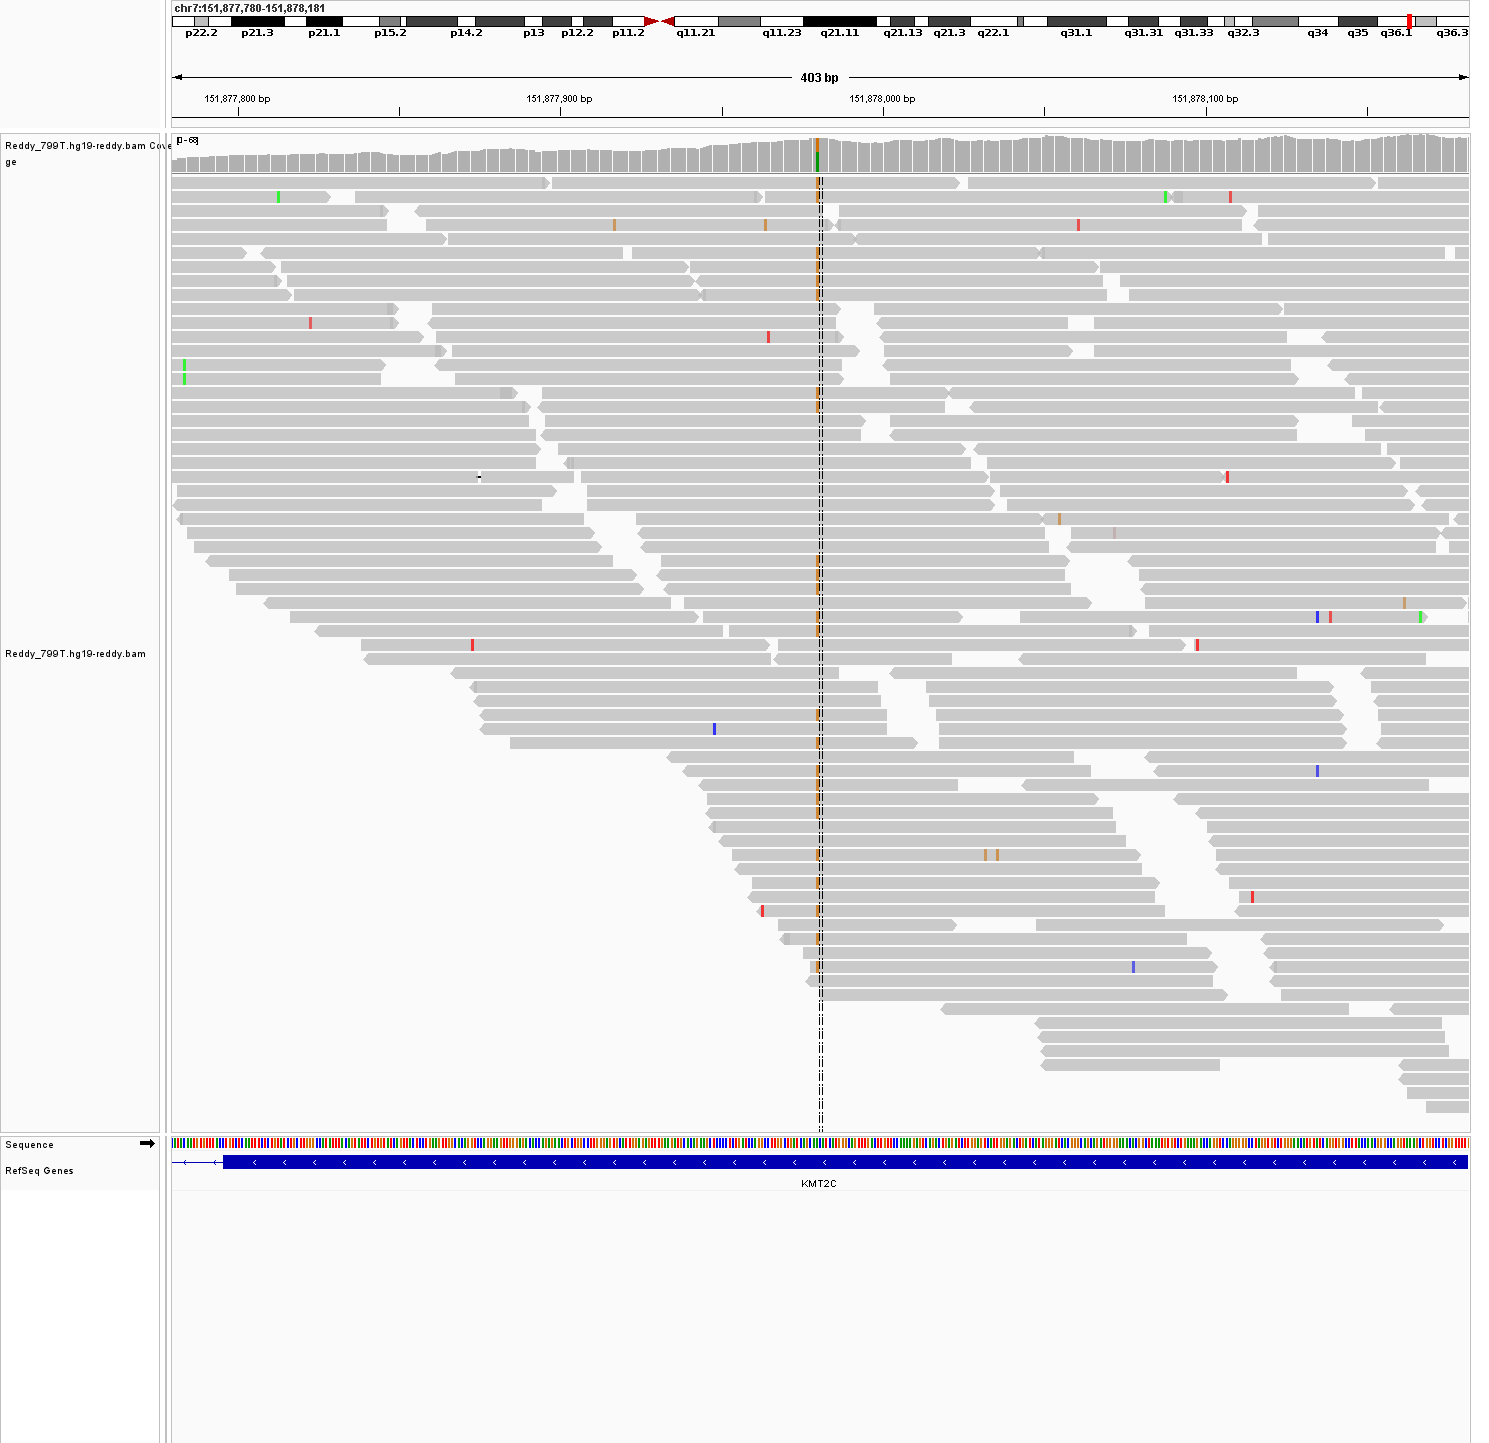 chr7:151,877,780-151,878,181
p22.2 p21.3 p21.1 p15.2 p14.2 p13 p12.2 p11.2 q11.21 q11.23 q21.11 q21.13 q21.3 q22.1 q31.1 q31.31 q31.33 q32.3 q34 q35 q36.1 q36.3
403 bp
151,877,800 bp 151,877,900 bp 151,878,000 bp 151,878,100 bp
Reddy_799T.hg19-reddy.bam Cove
ge
[0-68]
Reddy_799T.hg19-reddy.bam
Sequence
RefSeq Genes
KMT2C